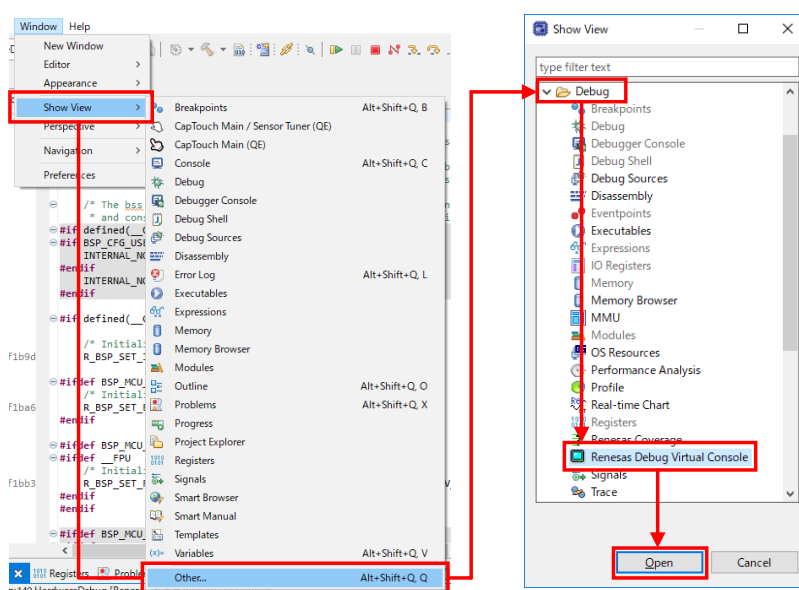 Window Help
New Window
Editor
Appearance
Show View
Perspective
Navigation
Preferences
Breakpoints Alt+Shift+Q, B
CapTouch Main / Sensor Tuner (QE)
CapTouch Main (QE)
Console Alt+Shift+Q, C
Debug
Debugger Console
Debug Shell
Debug Sources
Disassembly
Error Log Alt+Shift+Q, L
Executables
Expressions
Memory
Memory Browser
Modules
Outline Alt+Shift+Q, O
Problems Alt+Shift+Q, X
Progress
Project Explorer
Registers
Signals
Smart Browser
Smart Manual
Templates
Variables Alt+Shift+Q, V
Other... Alt+Shift+Q, Q
/* The bss
* and cons
#if defined(__
#if BSP_CFG_USE
INTERNAL_NO
#endif
INTERNAL_NO
#endif
#if defined(__
/* Initiali
f1b9d R_BSP_SET_
#ifdef BSP_MCU_
/* Initiali
f1ba6 R_BSP_SET_
#endif
#ifdef BSP_MCU_
#ifdef __FPU
/* Initiali
f1bb3 R_BSP_SET_
#endif
#endif
#ifdef BSP_MCU_
Registers Proble
Show View
type filter text
Debug
Breakpoints
Debug
Debugger Console
Debug Shell
Debug Sources
Disassembly
Eventpoints
Executables
Expressions
IO Registers
Memory
Memory Browser
MMU
Modules
OS Resources
Performance Analysis
Profile
Real-time Chart
Registers
Renesas Coverage
Renesas Debug Virtual Console
Signals
Trace
Open Cancel